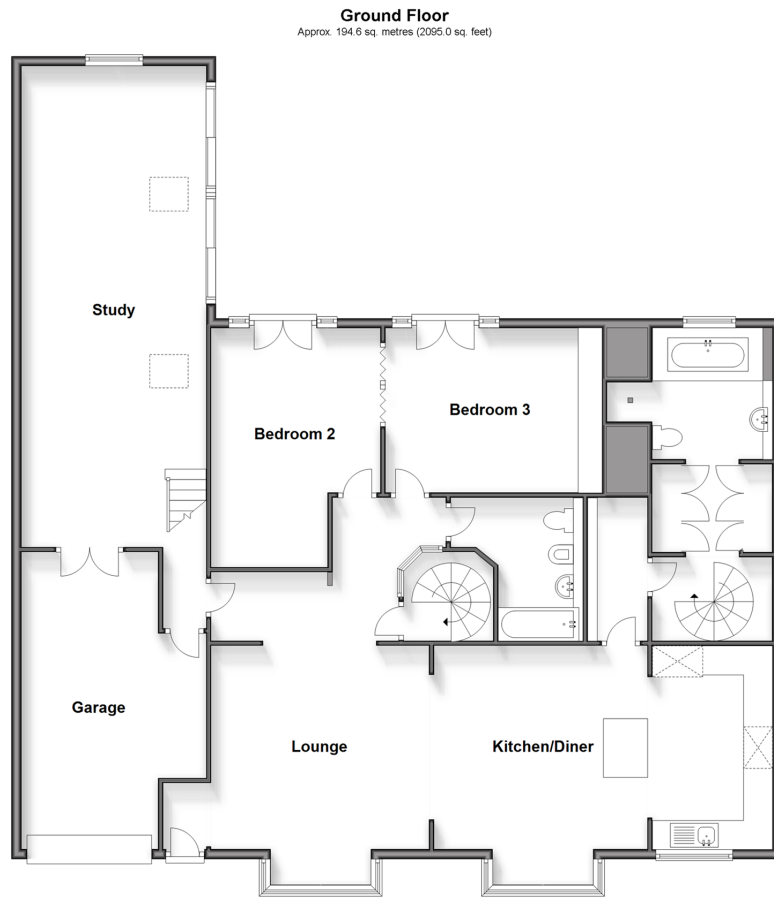 Ground Floor
Approx. 194.6 sq. metres (2095.0 sq. feet)
Study
Bedroom 3
Bedroom 2
Garage
Lounge
Kitchen/Diner